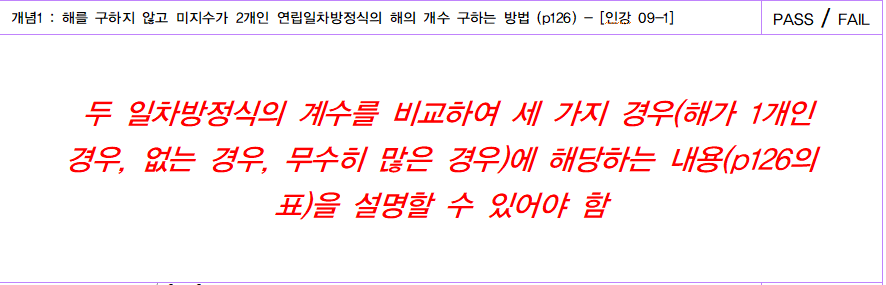 개념1 : 해를 구하지 않고 미지수가 2개인 연립일차방정식의 해의 개수 구하는 방법 (p126) - [인강 09-1]
PASS / FAIL
두 일차방정식의 계수를 비교하여 세 가지 경우(해가 1개인
경우, 없는 경우, 무수히 많은 경우)에 해당하는 내용(p126의
표)을 설명할 수 있어야 함